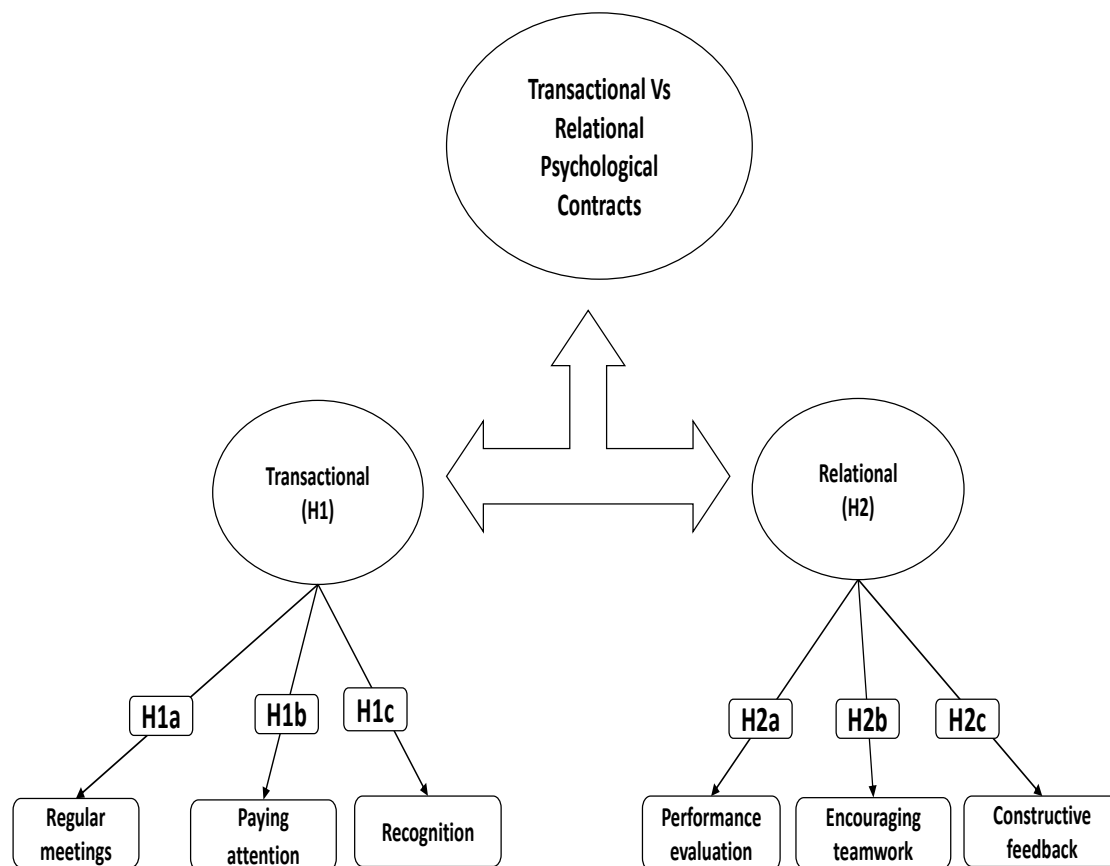 Transactional Vs
Relational
Psychological
Contracts
Transactional
(H1)
Relational
(H2)
H1a
H1b
H1c
H2a
H2b
H2c
Regular
meetings
Paying
attention
Recognition
Performance
evaluation
Encouraging
teamwork
Constructive
feedback